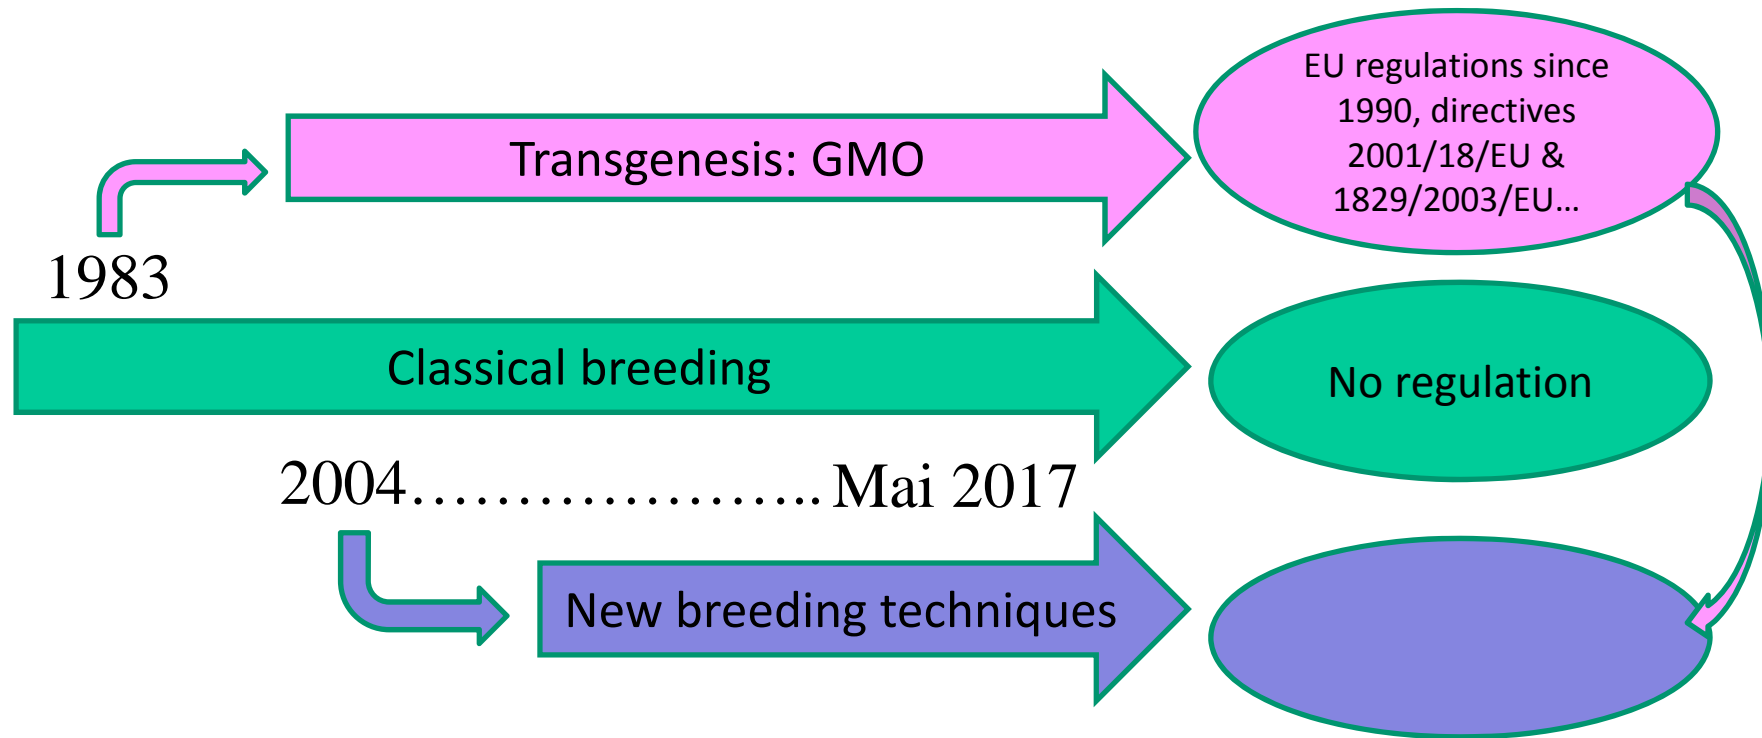 EU regulations since
1990, directives
2001/18/EU &
1829/2003/EU...
Transgenesis: GMO
1983
Classical breeding
No regulation
2004………………….. Mai 2017
New breeding techniques